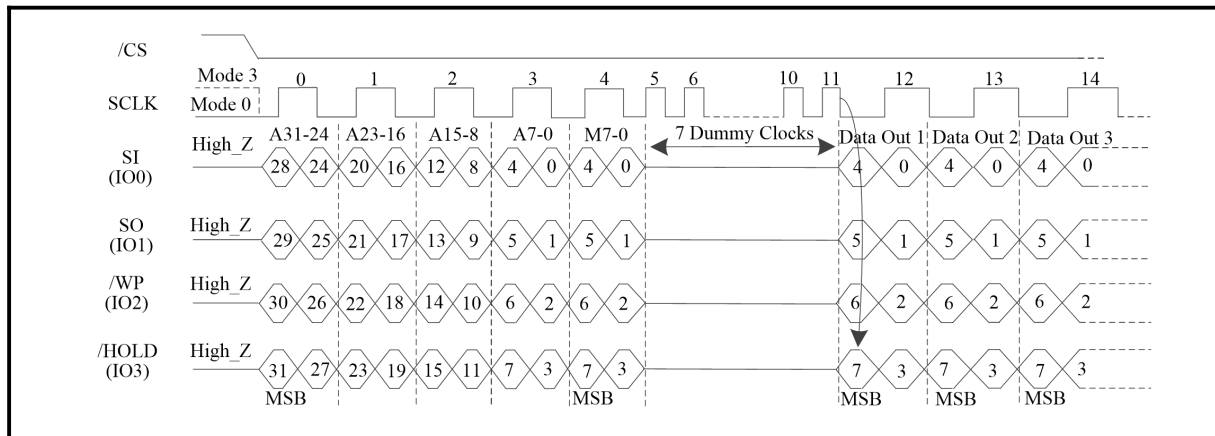 /CS
Mode 3 0 1 2 3 4 5 6 10 11 12 13 14
SCLK Mode 0
A31-24 A23-16 A15-8 A7-0 M7-0 7 Dummy Clocks Data Out 1 Data Out 2 Data Out 3
SI High_Z
(IO0) 28 24 20 16 12 8 4 0 4 0 4 0 4 0 4 0
SO High_Z
(IO1) 29 25 21 17 13 9 5 1 5 1 5 1 5 1 5 1
/WP High_Z
(IO2) 30 26 22 18 14 10 6 2 6 2 6 2 6 2 6 2
/HOLD High_Z
(IO3) 31 27 23 19 15 11 7 3 7 3 7 3 7 3 7 3
MSB MSB MSB MSB MSB